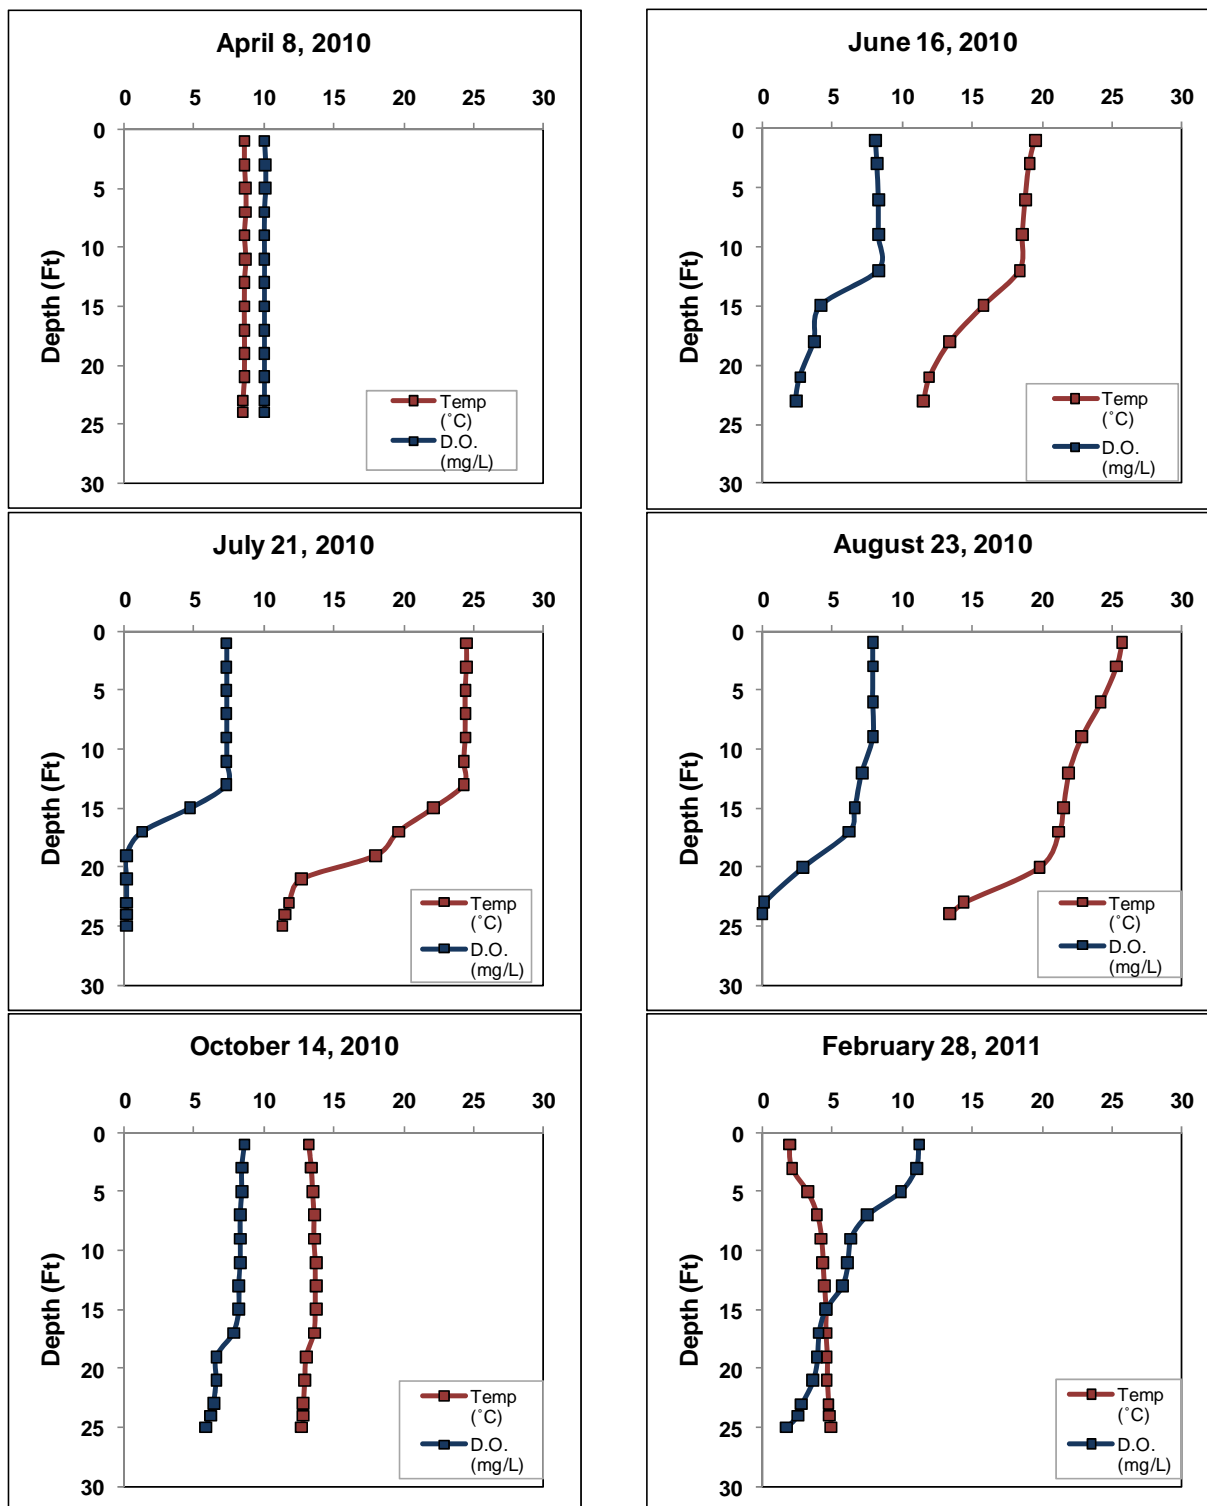 April 8, 2010
0 5 10 15 20 25 30
0
5
10
15
20
25
30
Depth (Ft)
Temp
(˚C)
D.O.
(mg/L)
June 16, 2010
0 5 10 15 20 25 30
0
5
10
15
20
25
30
Depth (Ft)
Temp
(˚C)
D.O.
(mg/L)
July 21, 2010
0 5 10 15 20 25 30
0
5
10
15
20
25
30
Depth (Ft)
Temp
(˚C)
D.O.
(mg/L)
August 23, 2010
0 5 10 15 20 25 30
0
5
10
15
20
25
30
Depth (Ft)
Temp
(˚C)
D.O.
(mg/L)
October 14, 2010
0 5 10 15 20 25 30
0
5
10
15
20
25
30
Depth (Ft)
Temp
(˚C)
D.O.
(mg/L)
February 28, 2011
0 5 10 15 20 25 30
0
5
10
15
20
25
30
Depth (Ft)
Temp
(˚C)
D.O.
(mg/L)